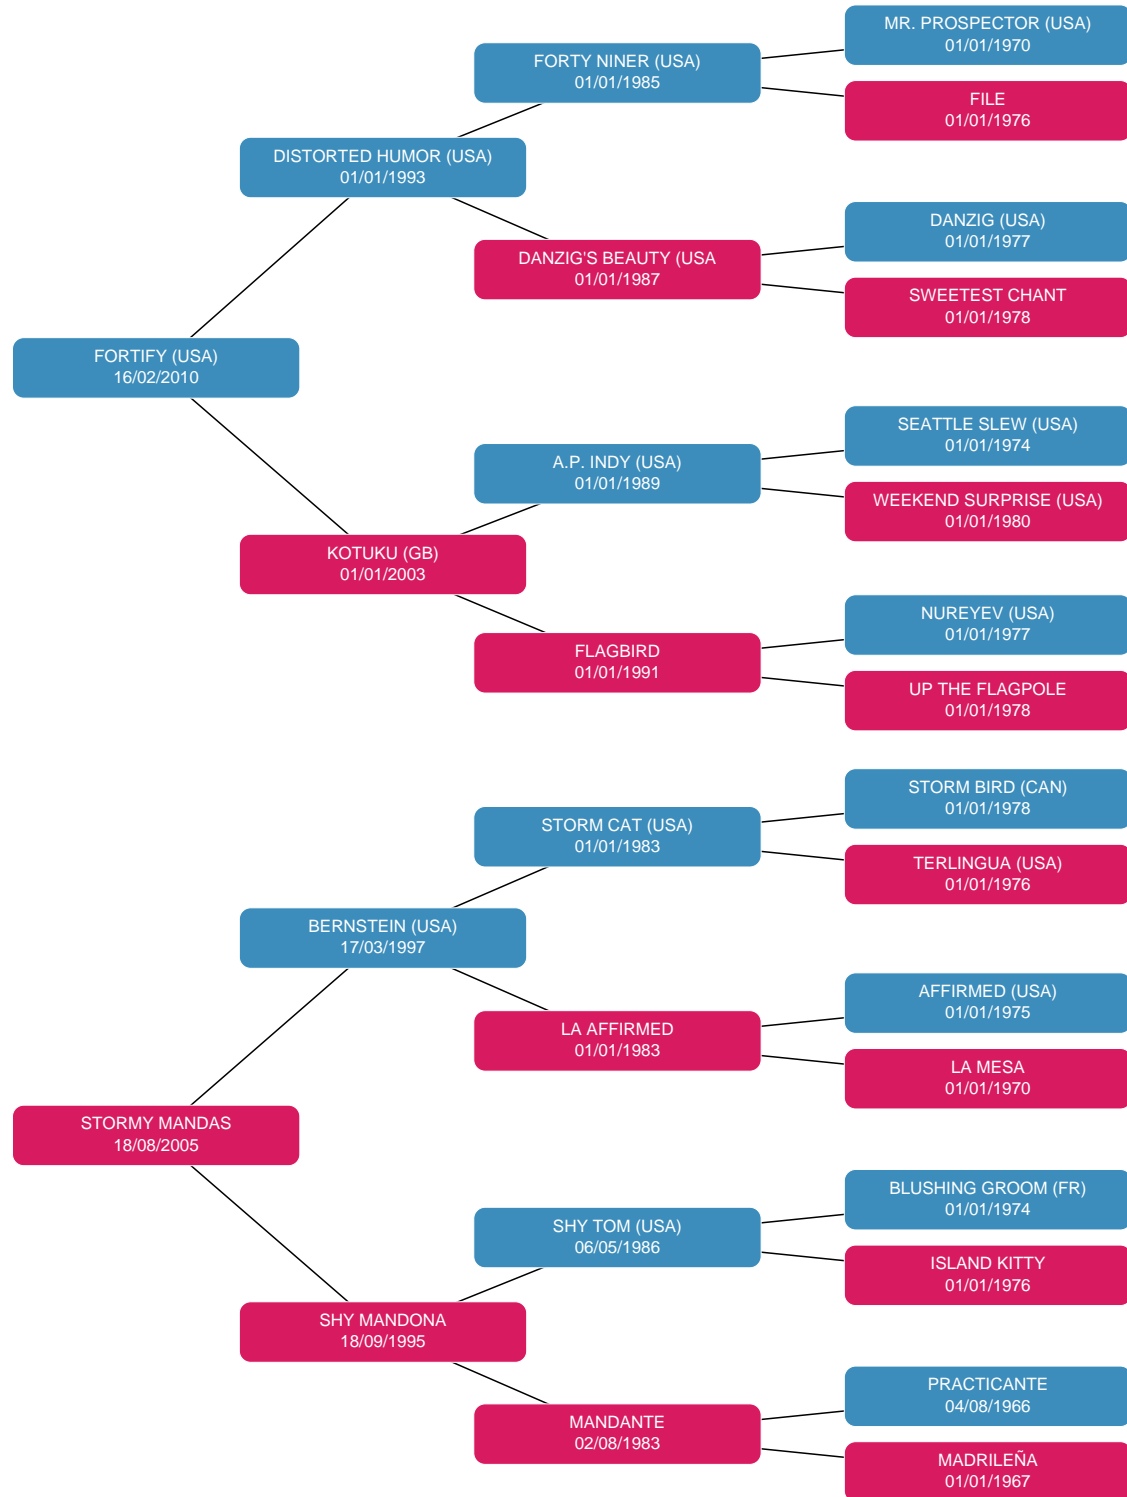 MR. PROSPECTOR (USA)
01/01/1970
FORTY NINER (USA)
01/01/1985
FILE
01/01/1976
DISTORTED HUMOR (USA)
01/01/1993
DANZIG (USA)
01/01/1977
DANZIG'S BEAUTY (USA
01/01/1987
SWEETEST CHANT
01/01/1978
FORTIFY (USA)
16/02/2010
SEATTLE SLEW (USA)
01/01/1974
A.P. INDY (USA)
01/01/1989
WEEKEND SURPRISE (USA)
01/01/1980
KOTUKU (GB)
01/01/2003
NUREYEV (USA)
01/01/1977
FLAGBIRD
01/01/1991
UP THE FLAGPOLE
01/01/1978
STORM BIRD (CAN)
01/01/1978
STORM CAT (USA)
01/01/1983
TERLINGUA (USA)
01/01/1976
BERNSTEIN (USA)
17/03/1997
AFFIRMED (USA)
01/01/1975
LA AFFIRMED
01/01/1983
LA MESA
01/01/1970
STORMY MANDAS
18/08/2005
BLUSHING GROOM (FR)
01/01/1974
SHY TOM (USA)
06/05/1986
ISLAND KITTY
01/01/1976
SHY MANDONA
18/09/1995
PRACTICANTE
04/08/1966
MANDANTE
02/08/1983
MADRILEÑA
01/01/1967